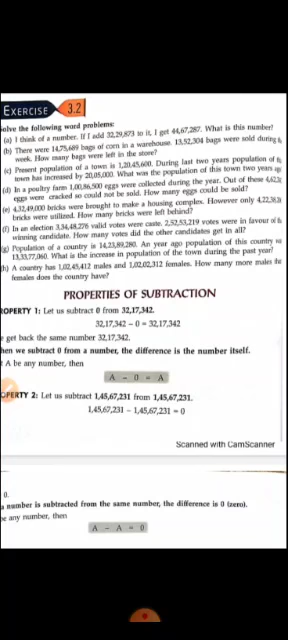 EXERCISE 3.2
Solve the following word problems:
(a) I think of a number. If I add 32,29,873 to it, I get 44,67,287. What is this number?
(b) There were 14,75,689 bags of corn in a warehouse. 13,52,304 bags were sold during
week. How many bags were left in the store?
(c) Present population of a town is 1,20,45,600. During last two years population of
town has increased by 20,05,000. What was the population of this town two years
(d) In a poultry farm 1,00,86,500 eggs were collected during the year. Out of these
eggs were cracked so could not be sold. How many eggs could be sold?
(e) 4,32,49,000 bricks were brought to make a housing complex. However only
bricks were utilized. How many bricks were left behind?
(f) In an election 3,34,48,276 valid votes were caste. 2,52,53,219 votes were in favour of
winning candidate. How many votes did the other candidates get in all?
(g) Population of a country is 14,23,89,280. An year ago population of this country
13,33,77,060. What is the increase in population of the town during the past year?
(h) A country has 1,02,45,412 males and 1,02,02,312 females. How many more males
females does the country have?
PROPERTIES OF SUBTRACTION
ROPERTY 1: Let us subtract 0 from 32,17,342.
32,17,342 – 0 = 32,17,342
e get back the same number 32,17,342.
hen we subtract 0 from a number, the difference is the number itself.
t A be any number, then
A – 0 = A
OPERTY 2: Let us subtract 1,45,67,231 from 1,45,67,231.
1,45,67,231 – 1,45,67,231 = 0
Scanned with CamScanner
0.
a number is subtracted from the same number, the difference is 0 (zero).
be any number, then
A – A = 0